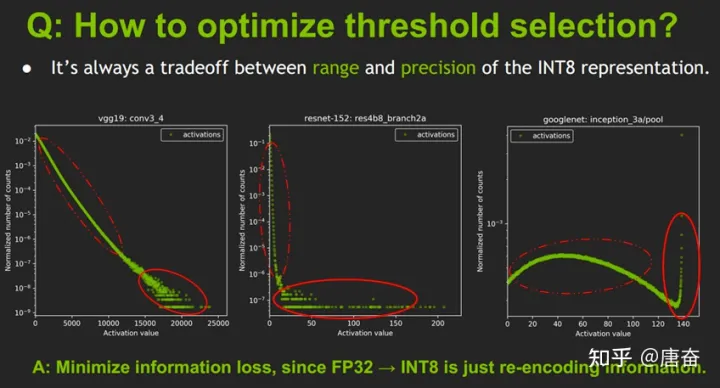 Q: How to optimize threshold selection?
• It’s always a tradeoff between range and precision of the INT8 representation.
vgg19: conv3_4
activations
Normalized number of counts
10⁻²
10⁻³
10⁻⁴
10⁻⁵
10⁻⁶
10⁻⁷
10⁻⁸
10⁻⁹
0 5000 10000 15000 20000 25000
Activation value
resnet-152: res4b8_branch2a
activations
Normalized number of counts
10⁻¹
10⁻²
10⁻³
10⁻⁴
10⁻⁵
10⁻⁶
10⁻⁷
0 50 100 150 200
Activation value
googlenet: inception_3a/pool
activations
Normalized number of counts
10⁻³
0 20 40 60 80 100 120 140
Activation value
知乎 @唐奋
A: Minimize information loss, since FP32 → INT8 is just re-encoding information.